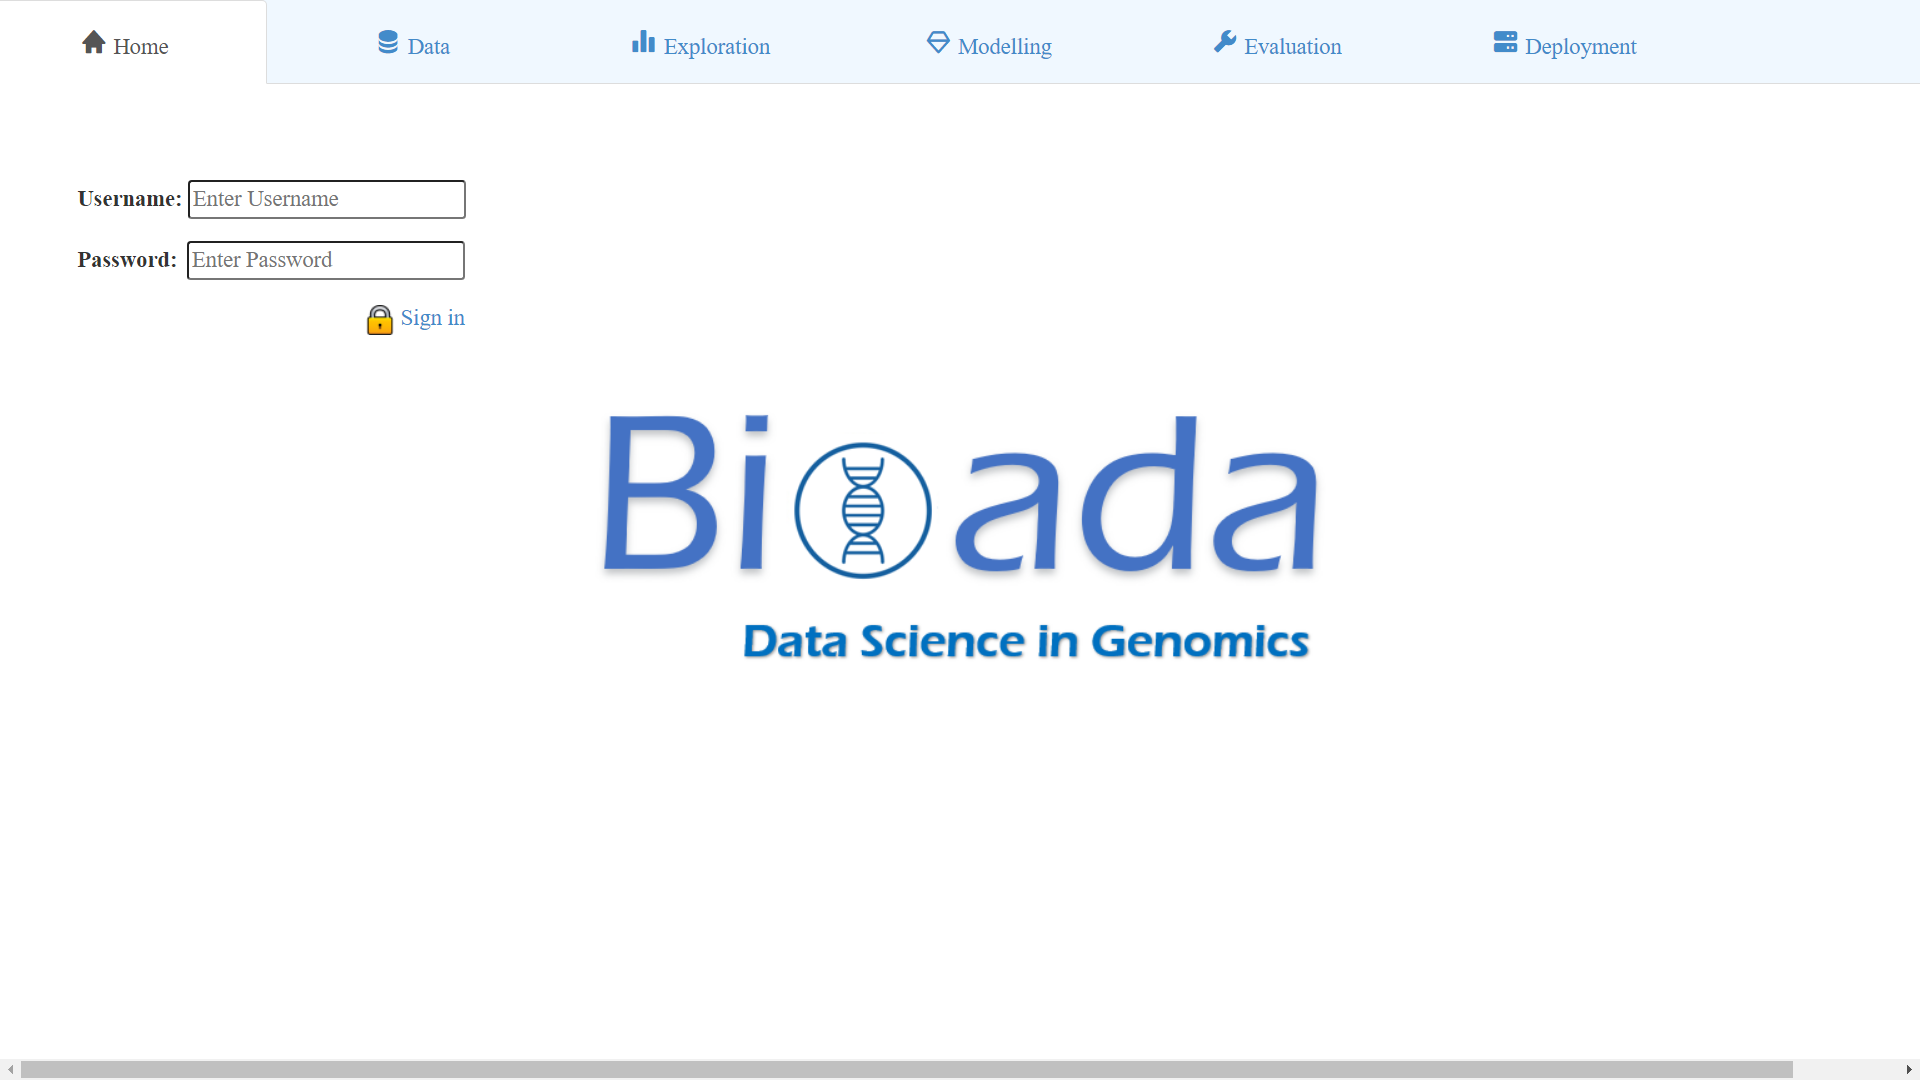 Home Data Exploration Modelling Evaluation Deployment
Username: Enter Username
Password: Enter Password
Sign in
Bioada
Data Science in Genomics